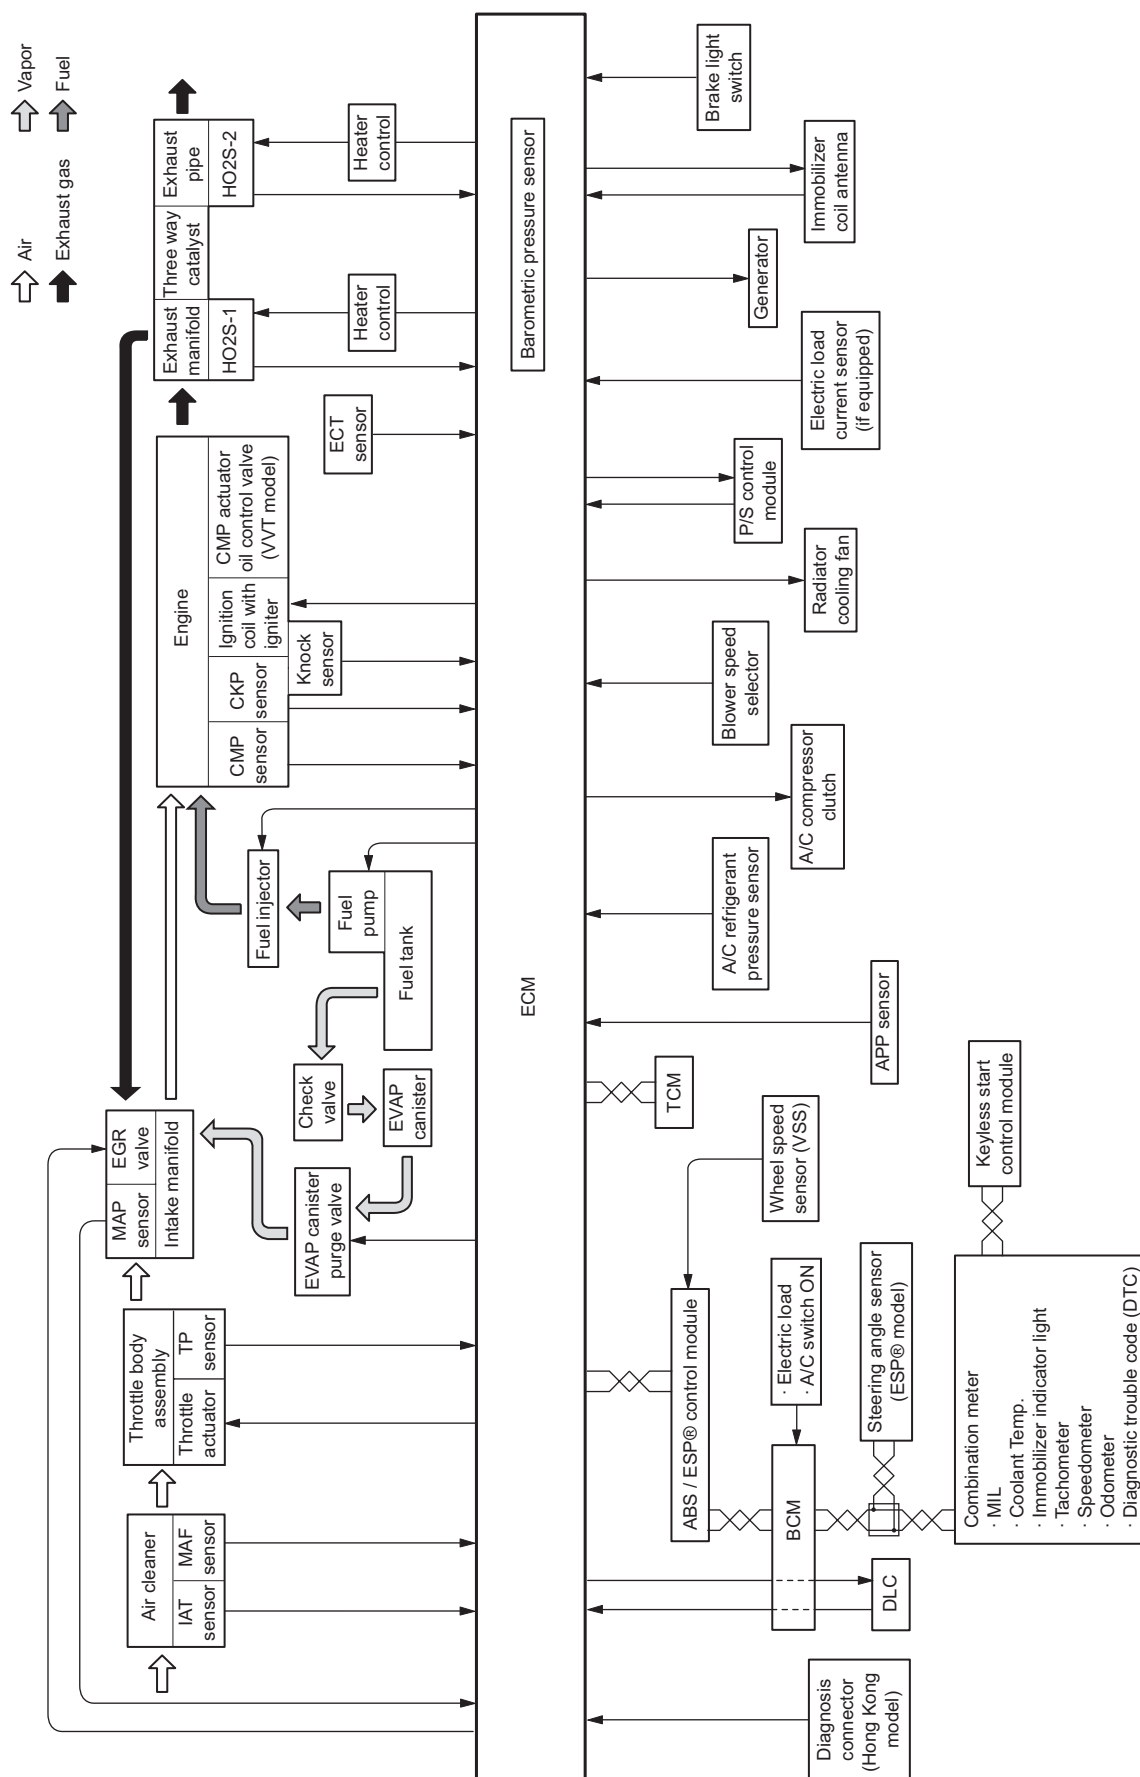 Air
Vapor
Exhaust gas
Fuel
Air cleaner
IAT
sensor
MAF
sensor
Throttle body
assembly
Throttle
actuator
TP
sensor
MAP
sensor
EGR
valve
Intake manifold
EVAP canister
purge valve
Check
valve
EVAP
canister
Fuel injector
Fuel
pump
Fuel tank
Engine
CMP
sensor
CKP
sensor
Ignition
coil with
igniter
CMP actuator
oil control valve
(VVT model)
Knock
sensor
ECT
sensor
Exhaust
manifold
Three way
catalyst
Exhaust
pipe
HO2S-1
HO2S-2
Heater
control
Heater
control
ECM
Barometric pressure sensor
Diagnosis
connector
(Hong Kong
model)
DLC
BCM
· Electric load
· A/C switch ON
ABS / ESP® control module
Wheel speed
sensor (VSS)
Steering angle sensor
(ESP® model)
Combination meter
· MIL
· Coolant Temp.
· Immobilizer indicator light
· Tachometer
· Speedometer
· Odometer
· Diagnostic trouble code (DTC)
Keyless start
control module
TCM
APP sensor
A/C refrigerant
pressure sensor
A/C compressor
clutch
Blower speed
selector
Radiator
cooling fan
P/S control
module
Electric load
current sensor
(if equipped)
Generator
Immobilizer
coil antenna
Brake light
switch